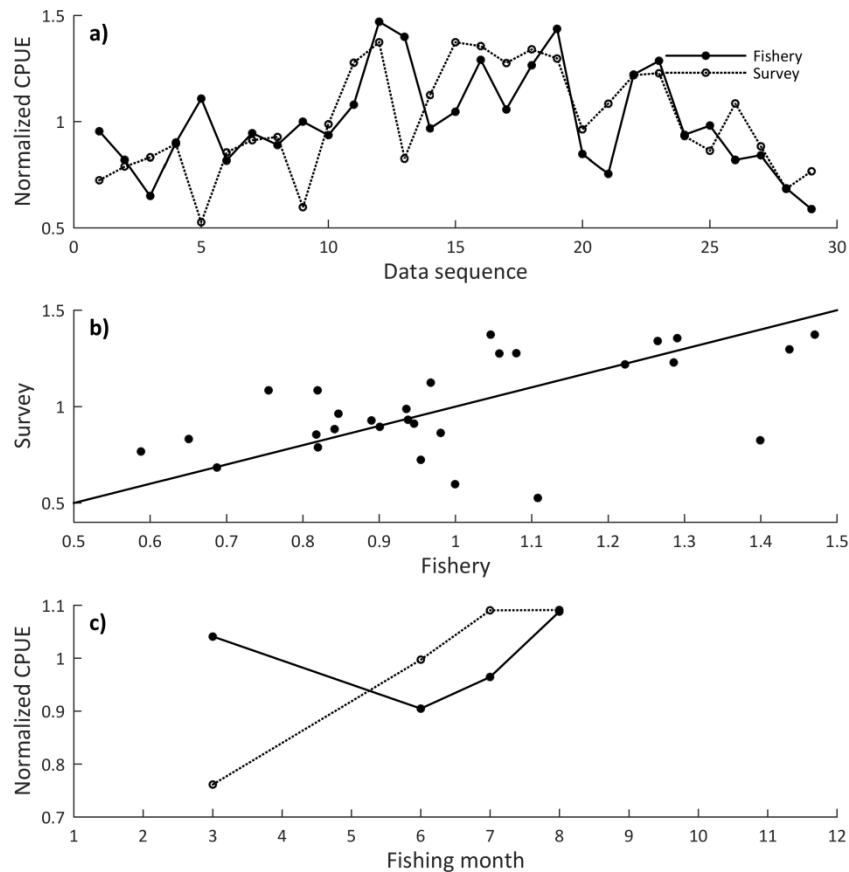 a)
Normalized CPUE
1.5
1
0.5
Fishery
Survey
0 5 10 15 20 25 30
Data sequence
b)
Survey
1.5
1
0.5
0.5 0.6 0.7 0.8 0.9 1 1.1 1.2 1.3 1.4 1.5
Fishery
c)
Normalized CPUE
1.1
1
0.9
0.8
0.7
1 2 3 4 5 6 7 8 9 10 11 12
Fishing month